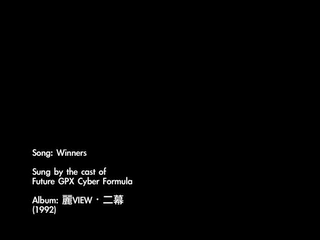 Song: Winners
Sung by the cast of
Future GPX Cyber Formula
Album: 麗VIEW・二幕
(1992)